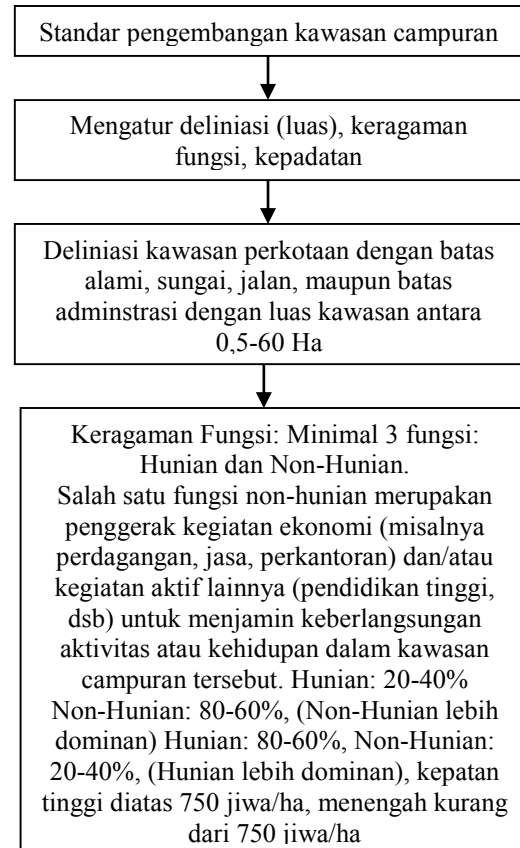 Standar pengembangan kawasan campuran
Mengatur deliniasi (luas), keragaman
fungsi, kepadatan
Deliniasi kawasan perkotaan dengan batas
alami, sungai, jalan, maupun batas
adminstrasi dengan luas kawasan antara
0,5-60 Ha
Keragaman Fungsi: Minimal 3 fungsi:
Hunian dan Non-Hunian.
Salah satu fungsi non-hunian merupakan
penggerak kegiatan ekonomi (misalnya
perdagangan, jasa, perkantoran) dan/atau
kegiatan aktif lainnya (pendidikan tinggi,
dsb) untuk menjamin keberlangsungan
aktivitas atau kehidupan dalam kawasan
campuran tersebut. Hunian: 20-40%
Non-Hunian: 80-60%, (Non-Hunian lebih
dominan) Hunian: 80-60%, Non-Hunian:
20-40%, (Hunian lebih dominan), kepatan
tinggi diatas 750 jiwa/ha, menengah kurang
dari 750 jiwa/ha